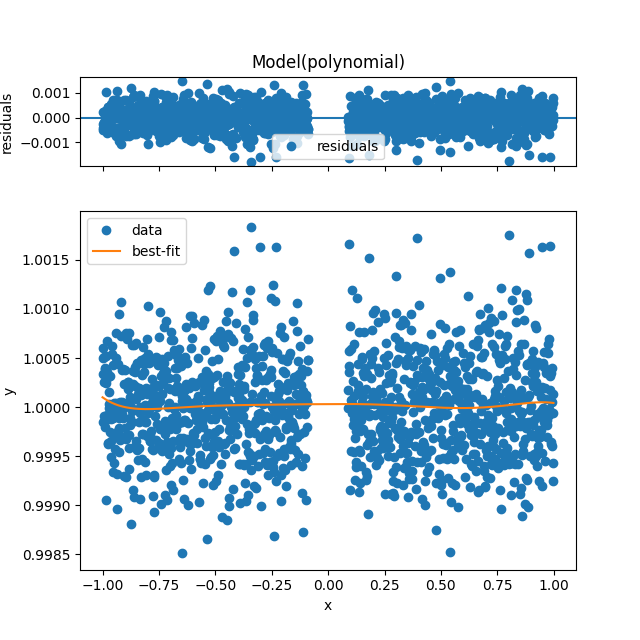 Model(polynomial)
0.001
0.000
−0.001
residuals
residuals
data
best-fit
1.0015
1.0010
1.0005
1.0000
0.9995
0.9990
0.9985
y
−1.00 −0.75 −0.50 −0.25 0.00 0.25 0.50 0.75 1.00
x